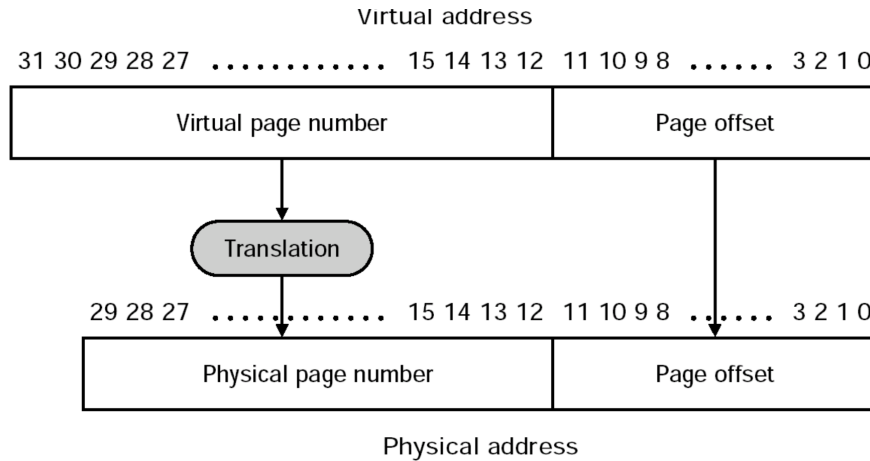 Virtual address
31 30 29 28 27 ............ 15 14 13 12 11 10 9 8 ...... 3 2 1 0
Virtual page number Page offset
Translation
29 28 27 ............ 15 14 13 12 11 10 9 8 ...... 3 2 1 0
Physical page number Page offset
Physical address